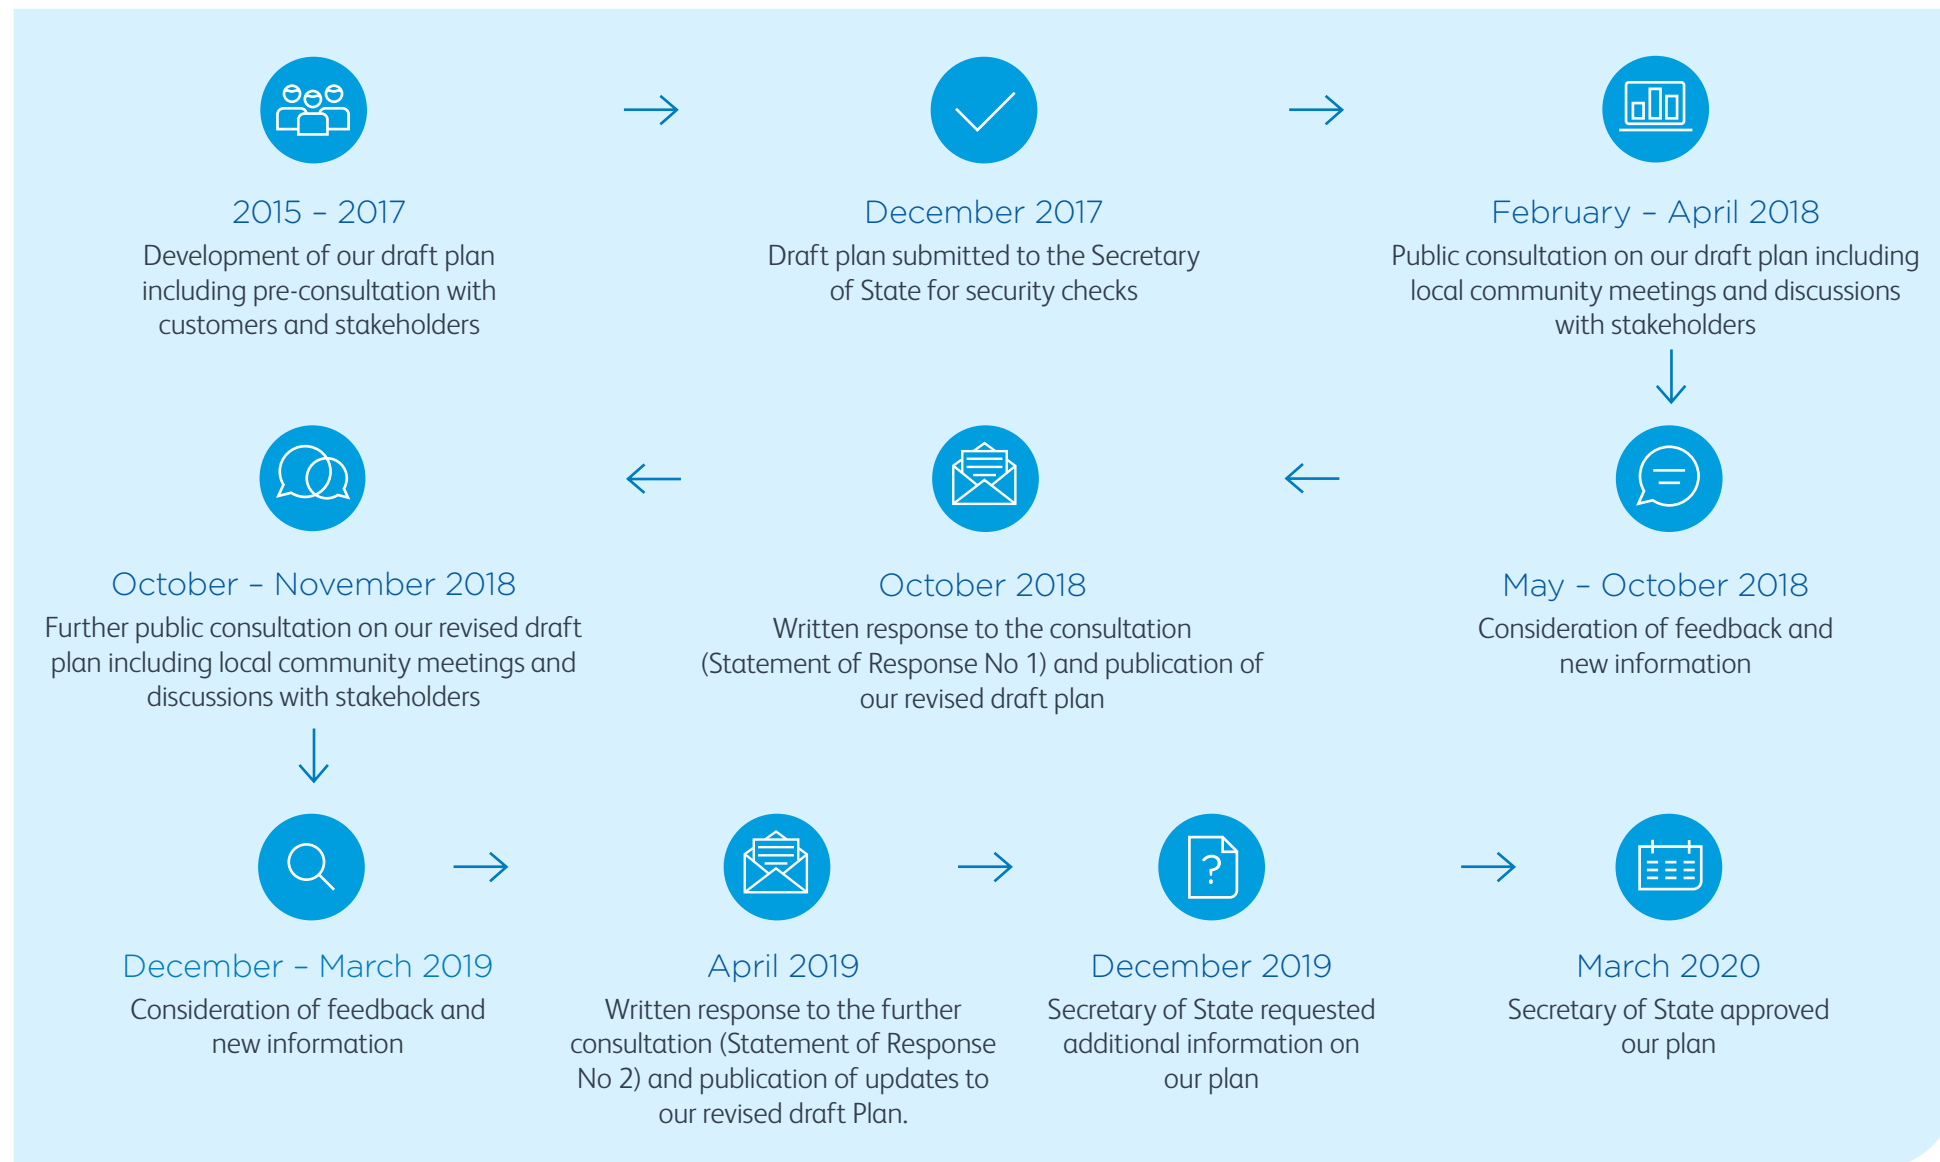 2015 – 2017
Development of our draft plan
including pre-consultation with
customers and stakeholders
December 2017
Draft plan submitted to the Secretary
of State for security checks
February – April 2018
Public consultation on our draft plan including
local community meetings and discussions
with stakeholders
May – October 2018
Consideration of feedback and
new information
October 2018
Written response to the consultation
(Statement of Response No 1) and publication of
our revised draft plan
October – November 2018
Further public consultation on our revised draft
plan including local community meetings and
discussions with stakeholders
December – March 2019
Consideration of feedback and
new information
April 2019
Written response to the further
consultation (Statement of Response
No 2) and publication of updates to
our revised draft Plan.
?
December 2019
Secretary of State requested
additional information on
our plan
March 2020
Secretary of State approved
our plan